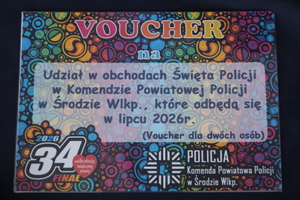 VOUCHER
na
Udział w obchodach Święta Policji
w Komendzie Powiatowej Policji
w Środzie Wlkp., które odbędą się
w lipcu 2026r.
(Voucher dla dwóch osób)
2026
34
FINAŁ
POLICJA
Komenda Powiatowa Policji
w Środzie Wlkp.